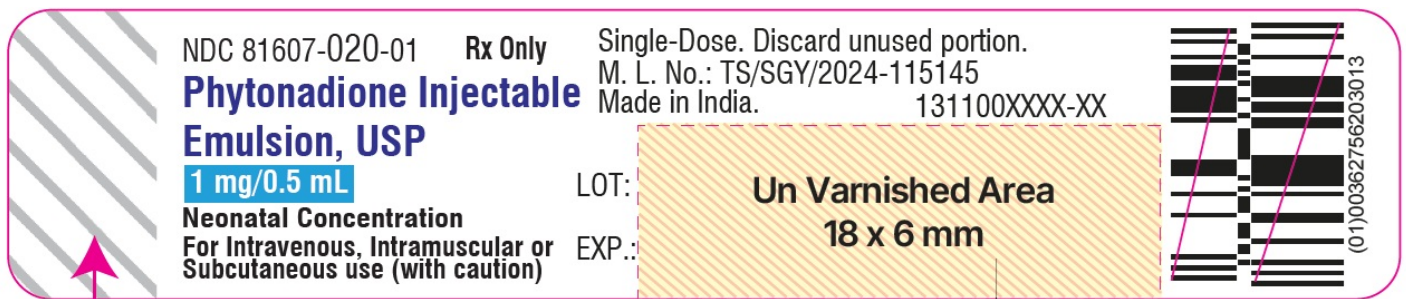 NDC 81607-020-01 Rx Only
Phytonadione Injectable
Emulsion, USP
1 mg/0.5 mL
Neonatal Concentration
For Intravenous, Intramuscular or
Subcutaneous use (with caution)
Single-Dose. Discard unused portion.
M. L. No.: TS/SGY/2024-115145
Made in India. 131100XXXX-XX
LOT:
EXP.:
Un Varnished Area
18 x 6 mm
(01)00362756203013